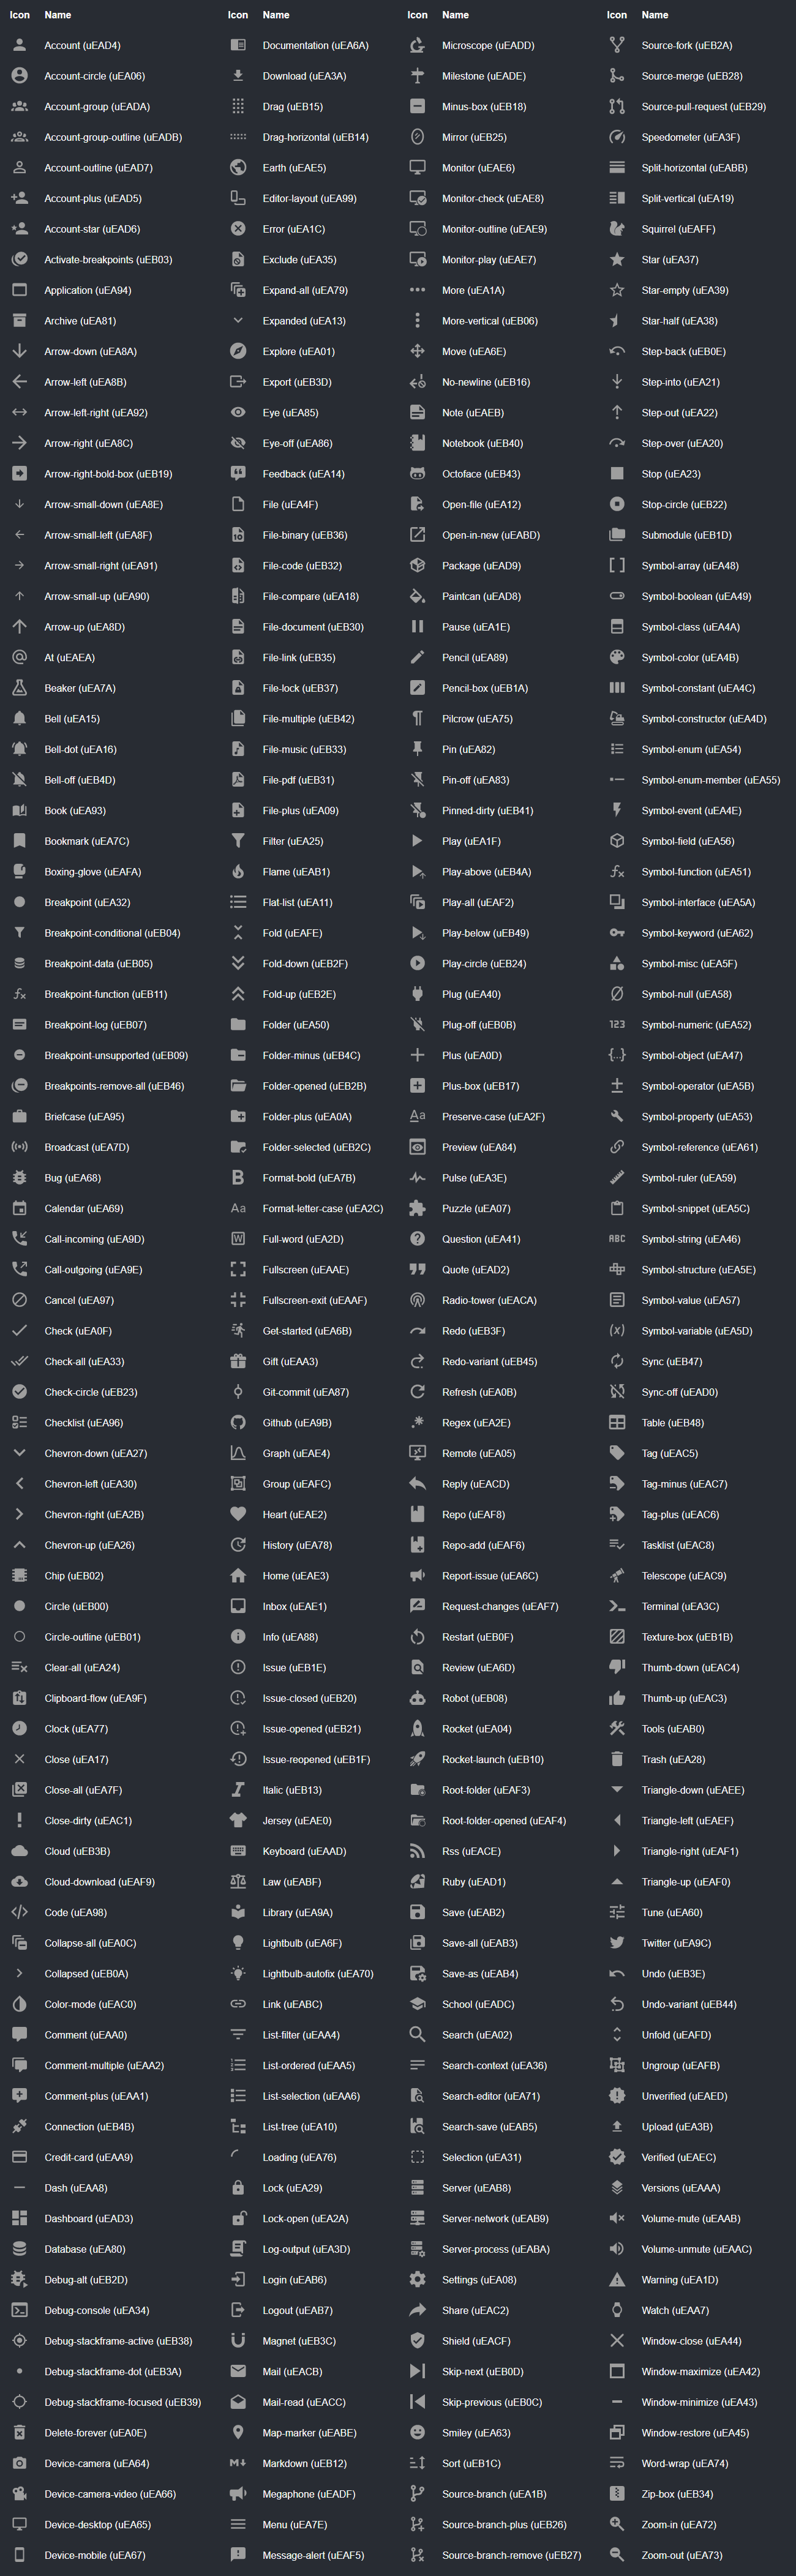 Icon Name
Account (uEAD4)
Account-circle (uEA06)
Account-group (uEADA)
Account-group-outline (uEADB)
Account-outline (uEAD7)
Account-plus (uEAD5)
Account-star (uEAD6)
Activate-breakpoints (uEB03)
Application (uEA94)
Archive (uEA81)
Arrow-down (uEA8A)
Arrow-left (uEA8B)
Arrow-left-right (uEA92)
Arrow-right (uEA8C)
Arrow-right-bold-box (uEB19)
Arrow-small-down (uEA8E)
Arrow-small-left (uEA8F)
Arrow-small-right (uEA91)
Arrow-small-up (uEA90)
Arrow-up (uEA8D)
At (uEAEA)
Beaker (uEA7A)
Bell (uEA15)
Bell-dot (uEA16)
Bell-off (uEB4D)
Book (uEA93)
Bookmark (uEA7C)
Boxing-glove (uEAFA)
Breakpoint (uEA32)
Breakpoint-conditional (uEB04)
Breakpoint-data (uEB05)
Breakpoint-function (uEB11)
Breakpoint-log (uEB07)
Breakpoint-unsupported (uEB09)
Breakpoints-remove-all (uEB46)
Briefcase (uEA95)
Broadcast (uEA7D)
Bug (uEA68)
Calendar (uEA69)
Call-incoming (uEA9D)
Call-outgoing (uEA9E)
Cancel (uEA97)
Check (uEA0F)
Check-all (uEA33)
Check-circle (uEB23)
Checklist (uEA96)
Chevron-down (uEA27)
Chevron-left (uEA30)
Chevron-right (uEA2B)
Chevron-up (uEA26)
Chip (uEB02)
Circle (uEB00)
Circle-outline (uEB01)
Clear-all (uEA24)
Clipboard-flow (uEA9F)
Clock (uEA77)
Close (uEA17)
Close-all (uEA7F)
Close-dirty (uEAC1)
Cloud (uEB3B)
Cloud-download (uEAF9)
Code (uEA98)
Collapse-all (uEA0C)
Collapsed (uEB0A)
Color-mode (uEAC0)
Comment (uEAA0)
Comment-multiple (uEAA2)
Comment-plus (uEAA1)
Connection (uEB4B)
Credit-card (uEAA9)
Dash (uEAA8)
Dashboard (uEAD3)
Database (uEA80)
Debug-alt (uEB2D)
Debug-console (uEA34)
Debug-stackframe-active (uEB38)
Debug-stackframe-dot (uEB3A)
Debug-stackframe-focused (uEB39)
Delete-forever (uEA0E)
Device-camera (uEA64)
Device-camera-video (uEA66)
Device-desktop (uEA65)
Device-mobile (uEA67)
Icon Name
Documentation (uEA6A)
Download (uEA3A)
Drag (uEB15)
Drag-horizontal (uEB14)
Earth (uEAE5)
Editor-layout (uEA99)
Error (uEA1C)
Exclude (uEA35)
Expand-all (uEA79)
Expanded (uEA13)
Explore (uEA01)
Export (uEB3D)
Eye (uEA85)
Eye-off (uEA86)
Feedback (uEA14)
File (uEA4F)
File-binary (uEB36)
File-code (uEB32)
File-compare (uEA18)
File-document (uEB30)
File-link (uEB35)
File-lock (uEB37)
File-multiple (uEB42)
File-music (uEB33)
File-pdf (uEB31)
File-plus (uEA09)
Filter (uEA25)
Flame (uEAB1)
Flat-list (uEA11)
Fold (uEAFE)
Fold-down (uEB2F)
Fold-up (uEB2E)
Folder (uEA50)
Folder-minus (uEB4C)
Folder-opened (uEB2B)
Folder-plus (uEA0A)
Folder-selected (uEB2C)
Format-bold (uEA7B)
Format-letter-case (uEA2C)
Full-word (uEA2D)
Fullscreen (uEAAE)
Fullscreen-exit (uEAAF)
Get-started (uEA6B)
Gift (uEAA3)
Git-commit (uEA87)
Github (uEA9B)
Graph (uEAE4)
Group (uEAFC)
Heart (uEAE2)
History (uEA78)
Home (uEAE3)
Inbox (uEAE1)
Info (uEA88)
Issue (uEB1E)
Issue-closed (uEB20)
Issue-opened (uEB21)
Issue-reopened (uEB1F)
Italic (uEB13)
Jersey (uEAE0)
Keyboard (uEAAD)
Law (uEABF)
Library (uEA9A)
Lightbulb (uEA6F)
Lightbulb-autofix (uEA70)
Link (uEABC)
List-filter (uEAA4)
List-ordered (uEAA5)
List-selection (uEAA6)
List-tree (uEA10)
Loading (uEA76)
Lock (uEA29)
Lock-open (uEA2A)
Log-output (uEA3D)
Login (uEAB6)
Logout (uEAB7)
Magnet (uEB3C)
Mail (uEACB)
Mail-read (uEACC)
Map-marker (uEABE)
Markdown (uEB12)
Megaphone (uEADF)
Menu (uEA7E)
Message-alert (uEAF5)
Icon Name
Microscope (uEADD)
Milestone (uEADE)
Minus-box (uEB18)
Mirror (uEB25)
Monitor (uEAE6)
Monitor-check (uEAE8)
Monitor-outline (uEAE9)
Monitor-play (uEAE7)
More (uEA1A)
More-vertical (uEB06)
Move (uEA6E)
No-newline (uEB16)
Note (uEAEB)
Notebook (uEB40)
Octoface (uEB43)
Open-file (uEA12)
Open-in-new (uEABD)
Package (uEAD9)
Paintcan (uEAD8)
Pause (uEA1E)
Pencil (uEA89)
Pencil-box (uEB1A)
Pilcrow (uEA75)
Pin (uEA82)
Pin-off (uEA83)
Pinned-dirty (uEB41)
Play (uEA1F)
Play-above (uEB4A)
Play-all (uEAF2)
Play-below (uEB49)
Play-circle (uEB24)
Plug (uEA40)
Plug-off (uEB0B)
Plus (uEA0D)
Plus-box (uEB17)
Preserve-case (uEA2F)
Preview (uEA84)
Pulse (uEA3E)
Puzzle (uEA07)
Question (uEA41)
Quote (uEAD2)
Radio-tower (uEACA)
Redo (uEB3F)
Redo-variant (uEB45)
Refresh (uEA0B)
Regex (uEA2E)
Remote (uEA05)
Reply (uEACD)
Repo (uEAF8)
Repo-add (uEAF6)
Report-issue (uEA6C)
Request-changes (uEAF7)
Restart (uEB0F)
Review (uEA6D)
Robot (uEB08)
Rocket (uEA04)
Rocket-launch (uEB10)
Root-folder (uEAF3)
Root-folder-opened (uEAF4)
Rss (uEACE)
Ruby (uEAD1)
Save (uEAB2)
Save-all (uEAB3)
Save-as (uEAB4)
School (uEADC)
Search (uEA02)
Search-context (uEA36)
Search-editor (uEA71)
Search-save (uEAB5)
Selection (uEA31)
Server (uEAB8)
Server-network (uEAB9)
Server-process (uEABA)
Settings (uEA08)
Share (uEAC2)
Shield (uEACF)
Skip-next (uEB0D)
Skip-previous (uEB0C)
Smiley (uEA63)
Sort (uEB1C)
Source-branch (uEA1B)
Source-branch-plus (uEB26)
Source-branch-remove (uEB27)
Icon Name
Source-fork (uEB2A)
Source-merge (uEB28)
Source-pull-request (uEB29)
Speedometer (uEA3F)
Split-horizontal (uEABB)
Split-vertical (uEA19)
Squirrel (uEAFF)
Star (uEA37)
Star-empty (uEA39)
Star-half (uEA38)
Step-back (uEB0E)
Step-into (uEA21)
Step-out (uEA22)
Step-over (uEA20)
Stop (uEA23)
Stop-circle (uEB22)
Submodule (uEB1D)
Symbol-array (uEA48)
Symbol-boolean (uEA49)
Symbol-class (uEA4A)
Symbol-color (uEA4B)
Symbol-constant (uEA4C)
Symbol-constructor (uEA4D)
Symbol-enum (uEA54)
Symbol-enum-member (uEA55)
Symbol-event (uEA4E)
Symbol-field (uEA56)
Symbol-function (uEA51)
Symbol-interface (uEA5A)
Symbol-keyword (uEA62)
Symbol-misc (uEA5F)
Symbol-null (uEA58)
Symbol-numeric (uEA52)
Symbol-object (uEA47)
Symbol-operator (uEA5B)
Symbol-property (uEA53)
Symbol-reference (uEA61)
Symbol-ruler (uEA59)
Symbol-snippet (uEA5C)
Symbol-string (uEA46)
Symbol-structure (uEA5E)
Symbol-value (uEA57)
Symbol-variable (uEA5D)
Sync (uEB47)
Sync-off (uEAD0)
Table (uEB48)
Tag (uEAC5)
Tag-minus (uEAC7)
Tag-plus (uEAC6)
Tasklist (uEAC8)
Telescope (uEAC9)
Terminal (uEA3C)
Texture-box (uEB1B)
Thumb-down (uEAC4)
Thumb-up (uEAC3)
Tools (uEAB0)
Trash (uEA28)
Triangle-down (uEAEE)
Triangle-left (uEAEF)
Triangle-right (uEAF1)
Triangle-up (uEAF0)
Tune (uEA60)
Twitter (uEA9C)
Undo (uEB3E)
Undo-variant (uEB44)
Unfold (uEAFD)
Ungroup (uEAFB)
Unverified (uEAED)
Upload (uEA3B)
Verified (uEAEC)
Versions (uEAAA)
Volume-mute (uEAAB)
Volume-unmute (uEAAC)
Warning (uEA1D)
Watch (uEAA7)
Window-close (uEA44)
Window-maximize (uEA42)
Window-minimize (uEA43)
Window-restore (uEA45)
Word-wrap (uEA74)
Zip-box (uEB34)
Zoom-in (uEA72)
Zoom-out (uEA73)